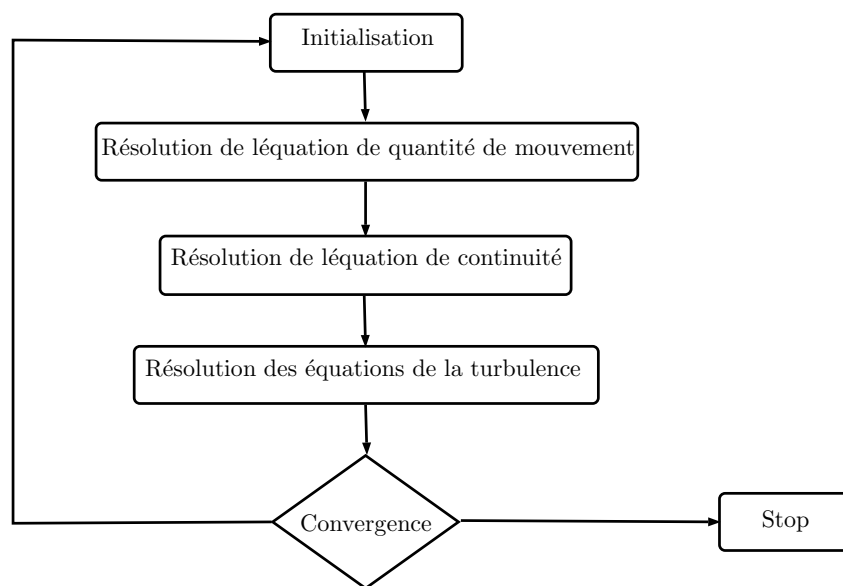 Initialisation
Résolution de léquation de quantité de mouvement
Résolution de léquation de continuité
Résolution des équations de la turbulence
Convergence
Stop